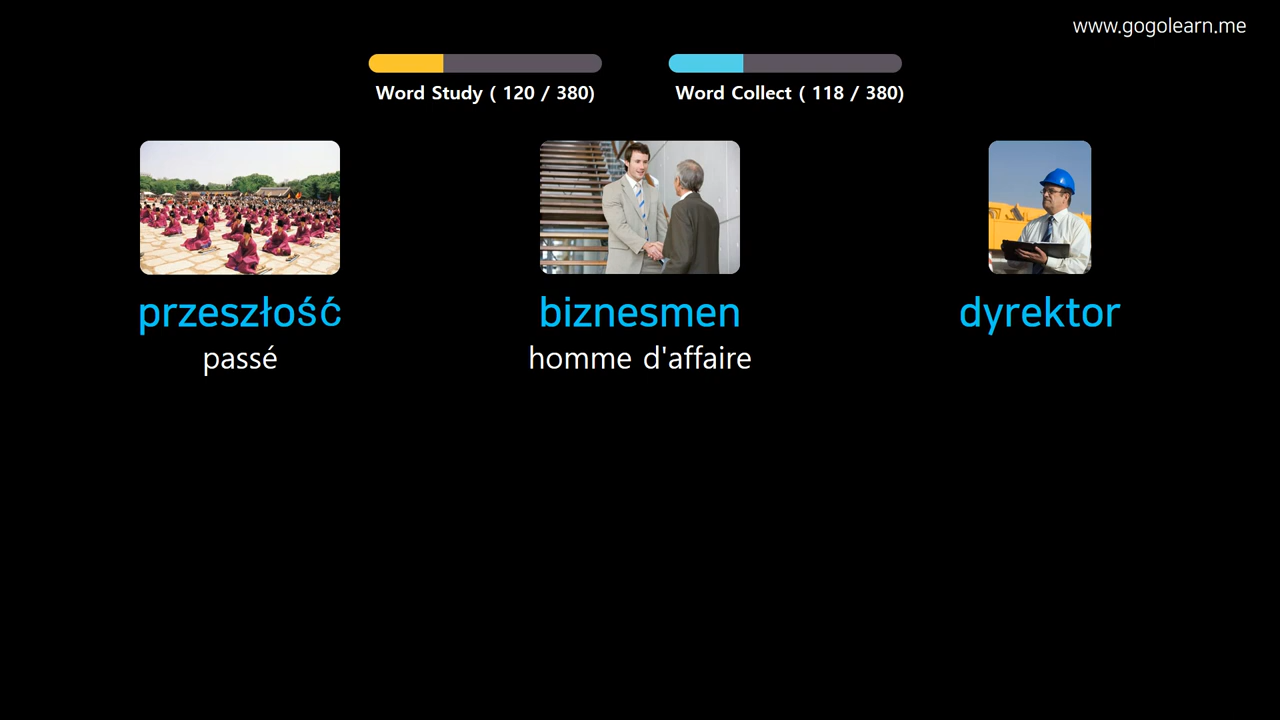 www.gogolearn.me
Word Study ( 120 / 380)
Word Collect ( 118 / 380)
przeszłość
biznesmen
dyrektor
passé
homme d'affaire